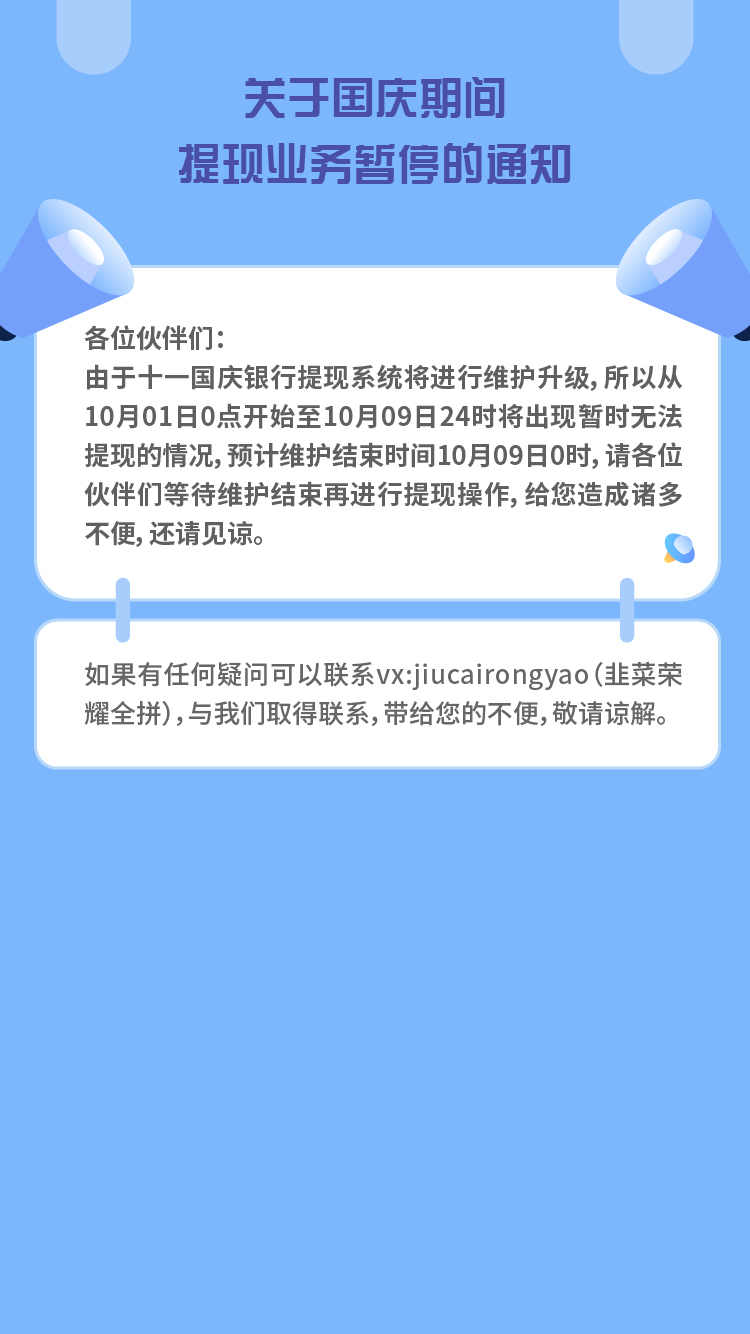 关于国庆期间
提现业务暂停的通知
各位伙伴们：
由于十一国庆银行提现系统将进行维护升级，所以从
10月01日0点开始至10月09日24时将出现暂时无法
提现的情况，预计维护结束时间10月09日0时，请各位
伙伴们等待维护结束再进行提现操作，给您造成诸多
不便，还请见谅。
如果有任何疑问可以联系vx:jiucairongyao（韭菜荣
耀全拼），与我们取得联系，带给您的不便，敬请谅解。